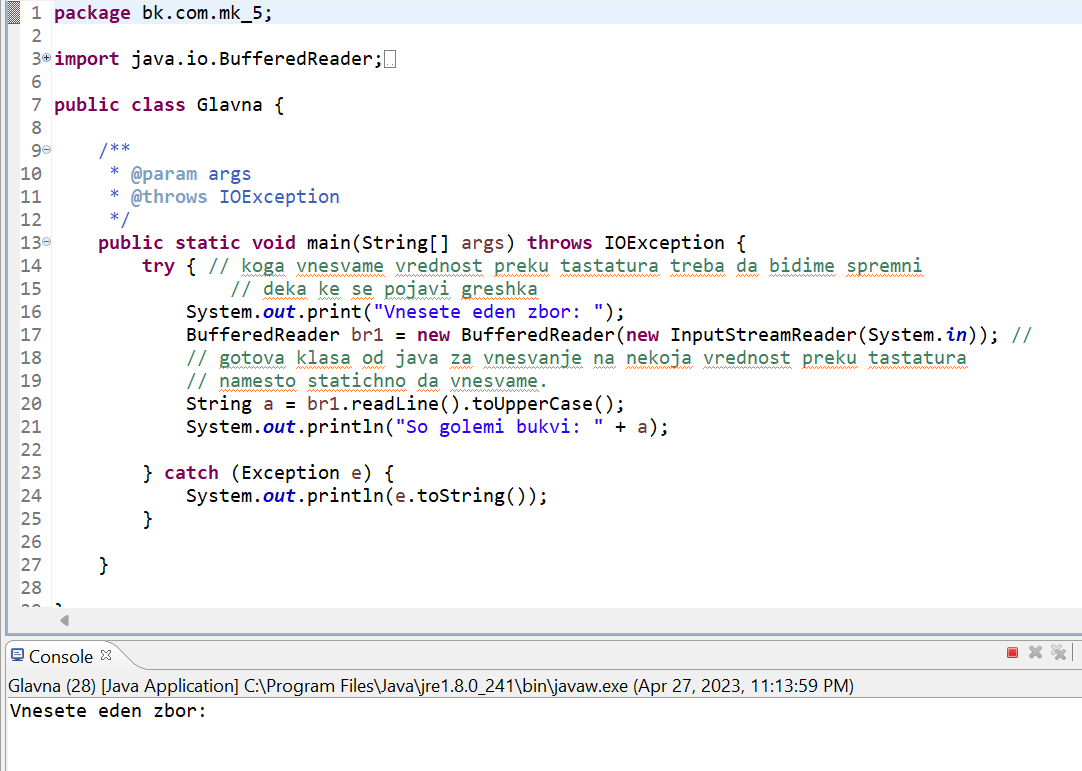 1 package bk.com.mk_5;
2
3 import java.io.BufferedReader;
6
7 public class Glavna {
8
9     /**
10      * @param args
11      * @throws IOException
12      */
13     public static void main(String[] args) throws IOException {
14         try { // koga vnesvame vrednost preku tastatura treba da bidime spremni
15                 // deka ke se pojavi greshka
16             System.out.print("Vnesete eden zbor: ");
17             BufferedReader br1 = new BufferedReader(new InputStreamReader(System.in)); //
18             // gotova klasa od java za vnesvanje na nekoja vrednost preku tastatura
19             // namesto statichno da vnesvame.
20             String a = br1.readLine().toUpperCase();
21             System.out.println("So golemi bukvi: " + a);
22
23         } catch (Exception e) {
24             System.out.println(e.toString());
25         }
26
27     }
28
Console
Glavna (28) [Java Application] C:\Program Files\Java\jre1.8.0_241\bin\javaw.exe (Apr 27, 2023, 11:13:59 PM)
Vnesete eden zbor: